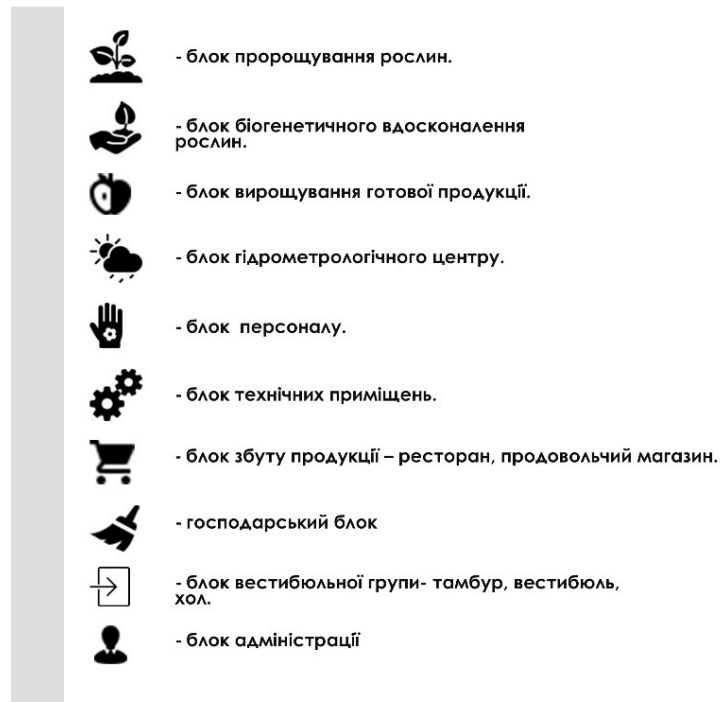 - блок пророщування рослин.
- блок біогенетичного вдосконалення
рослин.
- блок вирощування готової продукції.
- блок гідрометрологічного центру.
- блок персоналу.
- блок технічних приміщень.
- блок збуту продукції – ресторан, продовольчий магазин.
- господарський блок
- блок вестибюльної групи- тамбур, вестибюль,
хол.
- блок адміністрації